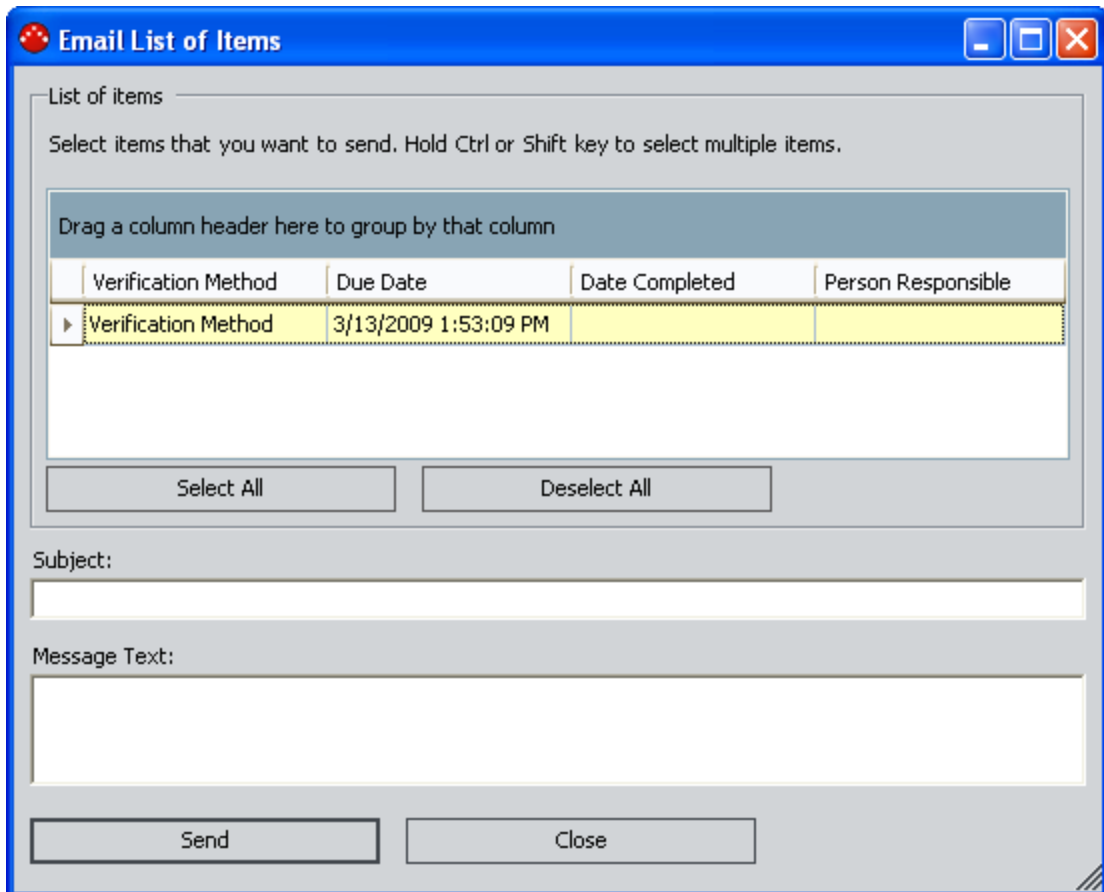 Email List of Items
List of items
Select items that you want to send. Hold Ctrl or Shift key to select multiple items.
Drag a column header here to group by that column
Verification Method Due Date Date Completed Person Responsible
Verification Method 3/13/2009 1:53:09 PM
Select All Deselect All
Subject:
Message Text:
Send Close